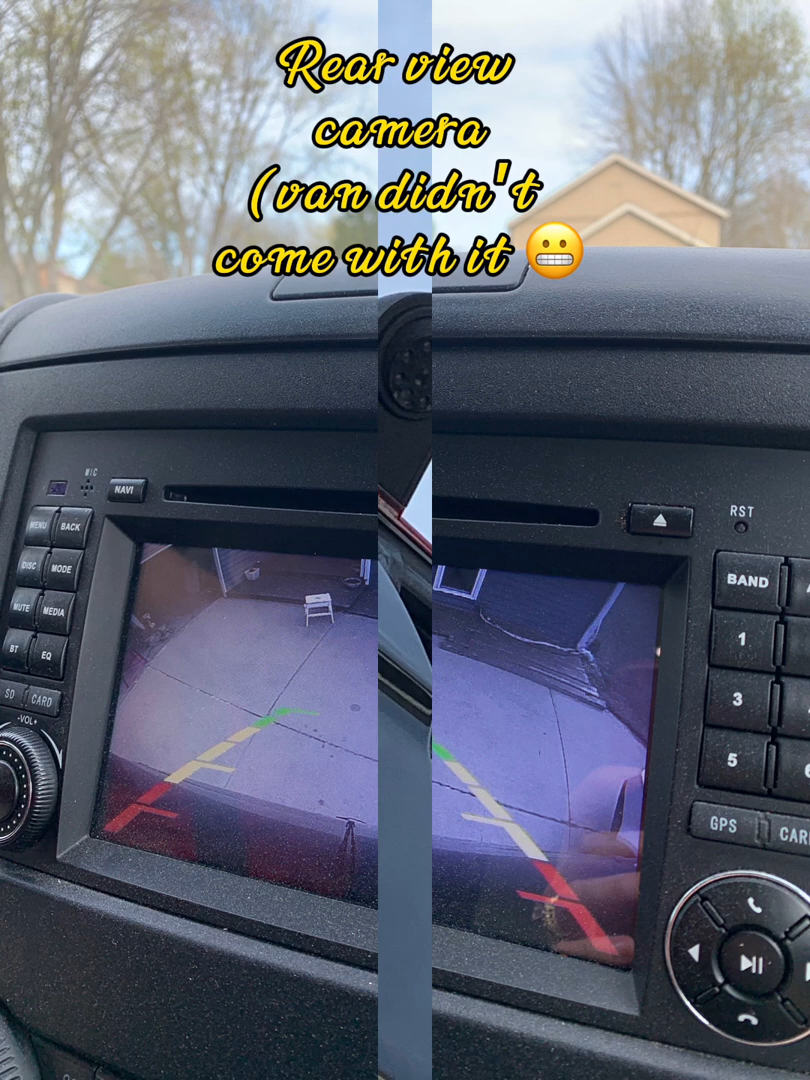 Rear view
camera
(van didn't
come with it 😬
MIC
NAVI
MENU BACK
DISC MODE
MUTE MEDIA
BT EQ
SD CARD
-VOL+
RST
BAND
1
3
5
GPS